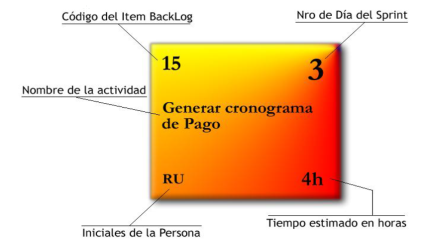 Código del Item BackLog
Nro de Día del Sprint
15
3
Nombre de la actividad
Generar cronograma
de Pago
RU
4h
Tiempo estimado en horas
Iniciales de la Persona